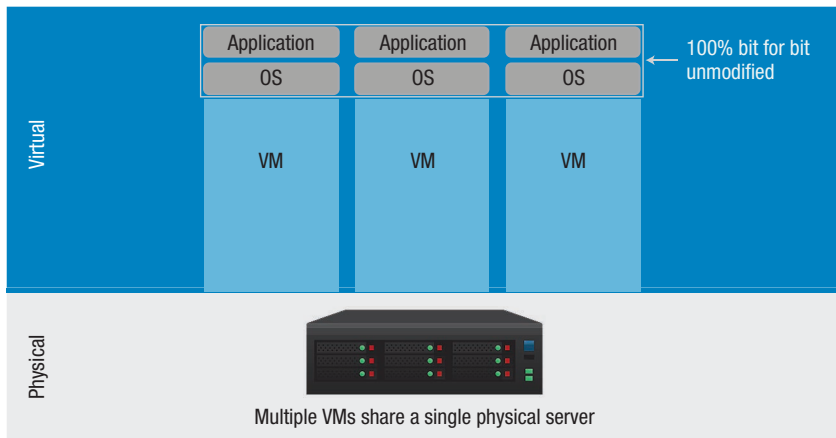 Application Application Application
OS OS OS
100% bit for bit
unmodified
VM VM VM
Virtual
Physical
Multiple VMs share a single physical server